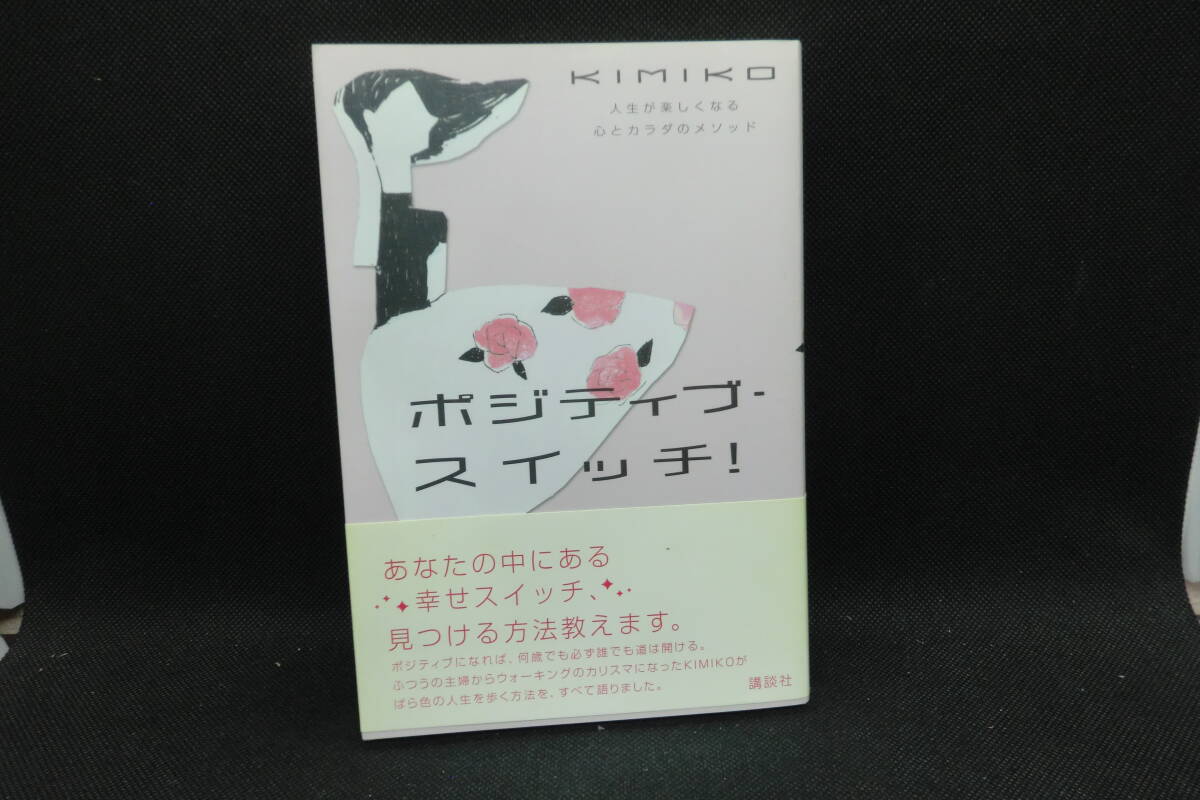 KIMIKO
人生が楽しくなる
心とカラダのメソッド
ポジティブ・
スイッチ!
あなたの中にある
幸せスイッチ、
見つける方法教えます。
ポジティブになれば、何歳でも必ず誰でも道は開ける。
ふつうの主婦からウォーキングのカリスマになったKIMIKOが
ばら色の人生を歩く方法を、すべて語りました。
講談社